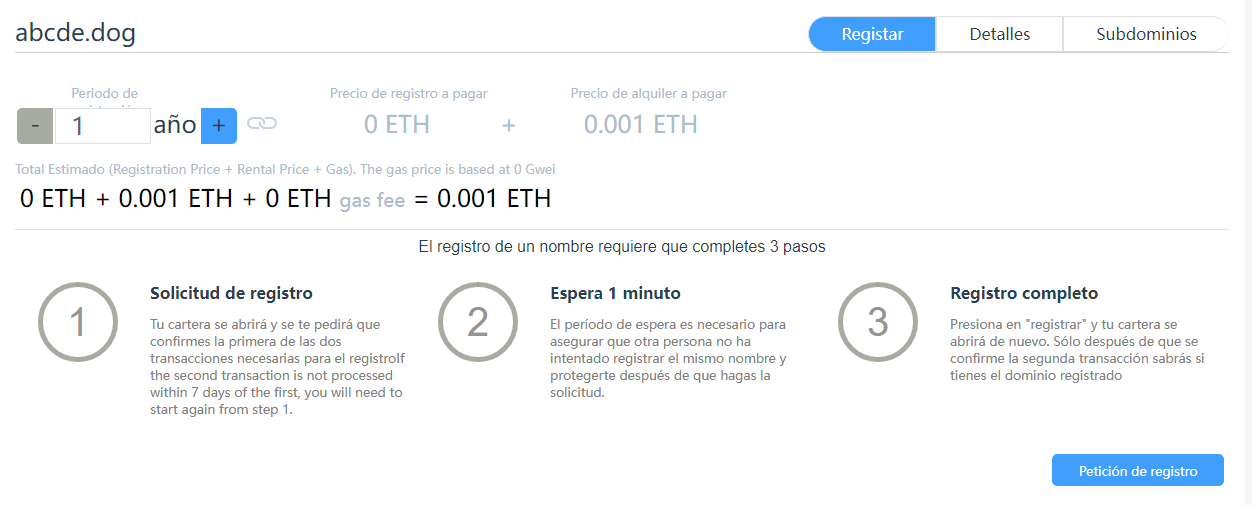 abcde.dog
Registar
Detalles
Subdominios
Periodo de
Precio de registro a pagar
Precio de alquiler a pagar
- 1 año +
0 ETH + 0.001 ETH
Total Estimado (Registration Price + Rental Price + Gas). The gas price is based at 0 Gwei
0 ETH + 0.001 ETH + 0 ETH gas fee = 0.001 ETH
El registro de un nombre requiere que completes 3 pasos
1
Solicitud de registro
Tu cartera se abrirá y se te pedirá que
confirmes la primera de las dos
transacciones necesarias para el registroIf
the second transaction is not processed
within 7 days of the first, you will need to
start again from step 1.
2
Espera 1 minuto
El período de espera es necesario para
asegurar que otra persona no ha
intentado registrar el mismo nombre y
protegerte después de que hagas la
solicitud.
3
Registro completo
Presiona en "registrar" y tu cartera se
abrirá de nuevo. Sólo después de que se
confirme la segunda transacción sabrás si
tienes el dominio registrado
Petición de registro